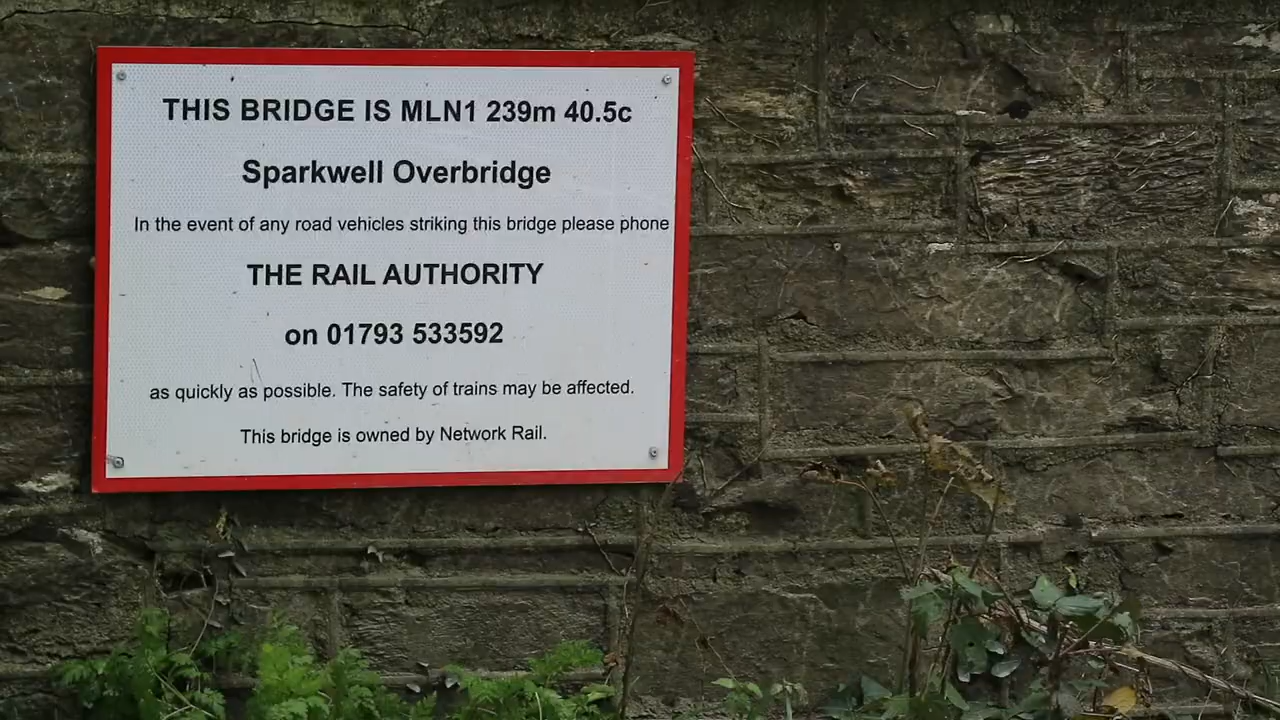 THIS BRIDGE IS MLN1 239m 40.5c
Sparkwell Overbridge
In the event of any road vehicles striking this bridge please phone
THE RAIL AUTHORITY
on 01793 533592
as quickly as possible. The safety of trains may be affected.
This bridge is owned by Network Rail.